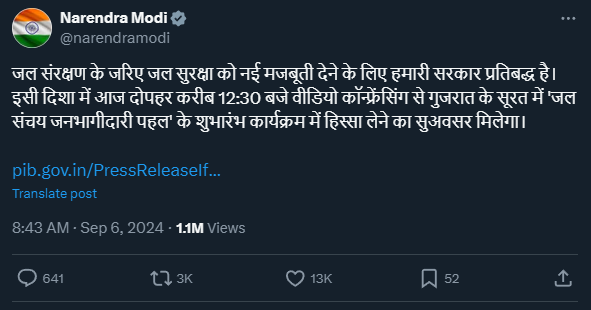 Narendra Modi
@narendramodi
जल संरक्षण के जरिए जल सुरक्षा को नई मजबूती देने के लिए हमारी सरकार प्रतिबद्ध है।
इसी दिशा में आज दोपहर करीब 12:30 बजे वीडियो कॉन्फ्रेंसिंग से गुजरात के सूरत में 'जल
संचय जनभागीदारी पहल' के शुभारंभ कार्यक्रम में हिस्सा लेने का सुअवसर मिलेगा।
pib.gov.in/PressReleaseIf...
Translate post
8:43 AM · Sep 6, 2024 · 1.1M Views
641 3K 13K 52